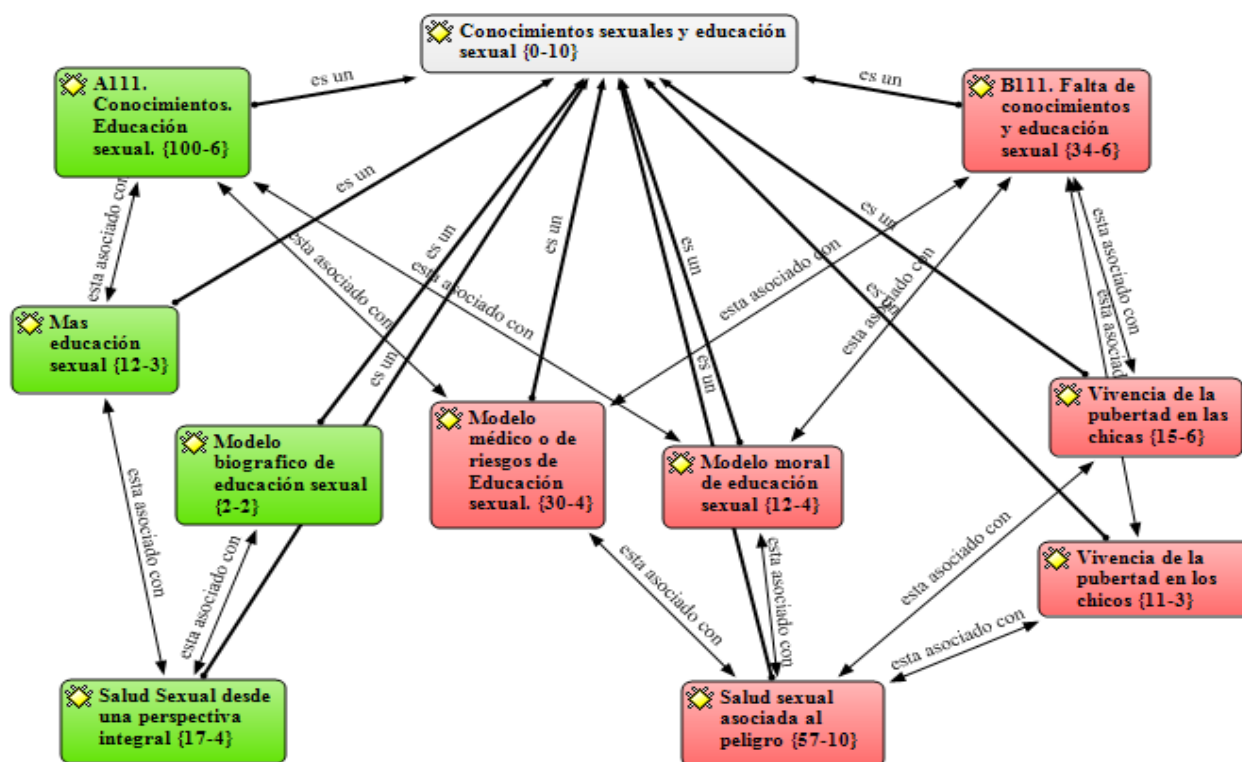 Conocimientos sexuales y educación
sexual {0-10}
A111.
Conocimientos.
Educación
sexual. {100-6}
B111. Falta de
conocimientos
y educación
sexual {34-6}
es un
es un
es un
es un
es un
es un
es un
es un
es un
es un
esta asociado con
esta asociado con
esta asociado con
esta asociado con
esta asociado con
esta asociado con
esta asociado
Mas
educación
sexual {12-3}
Modelo
biografico de
educación sexual
{2-2}
Modelo
médico o de
riesgos de
Educación
sexual. {30-4}
Modelo moral
de educación
sexual {12-4}
Vivencia de la
pubertad en las
chicas {15-6}
Vivencia de la
pubertad en los
chicos {11-3}
esta asociado con
esta asociado con
esta asociado con
esta asociado con
esta asociado con
esta asociado con
Salud Sexual desde
una perspectiva
integral {17-4}
Salud sexual
asociada al
peligro {57-10}